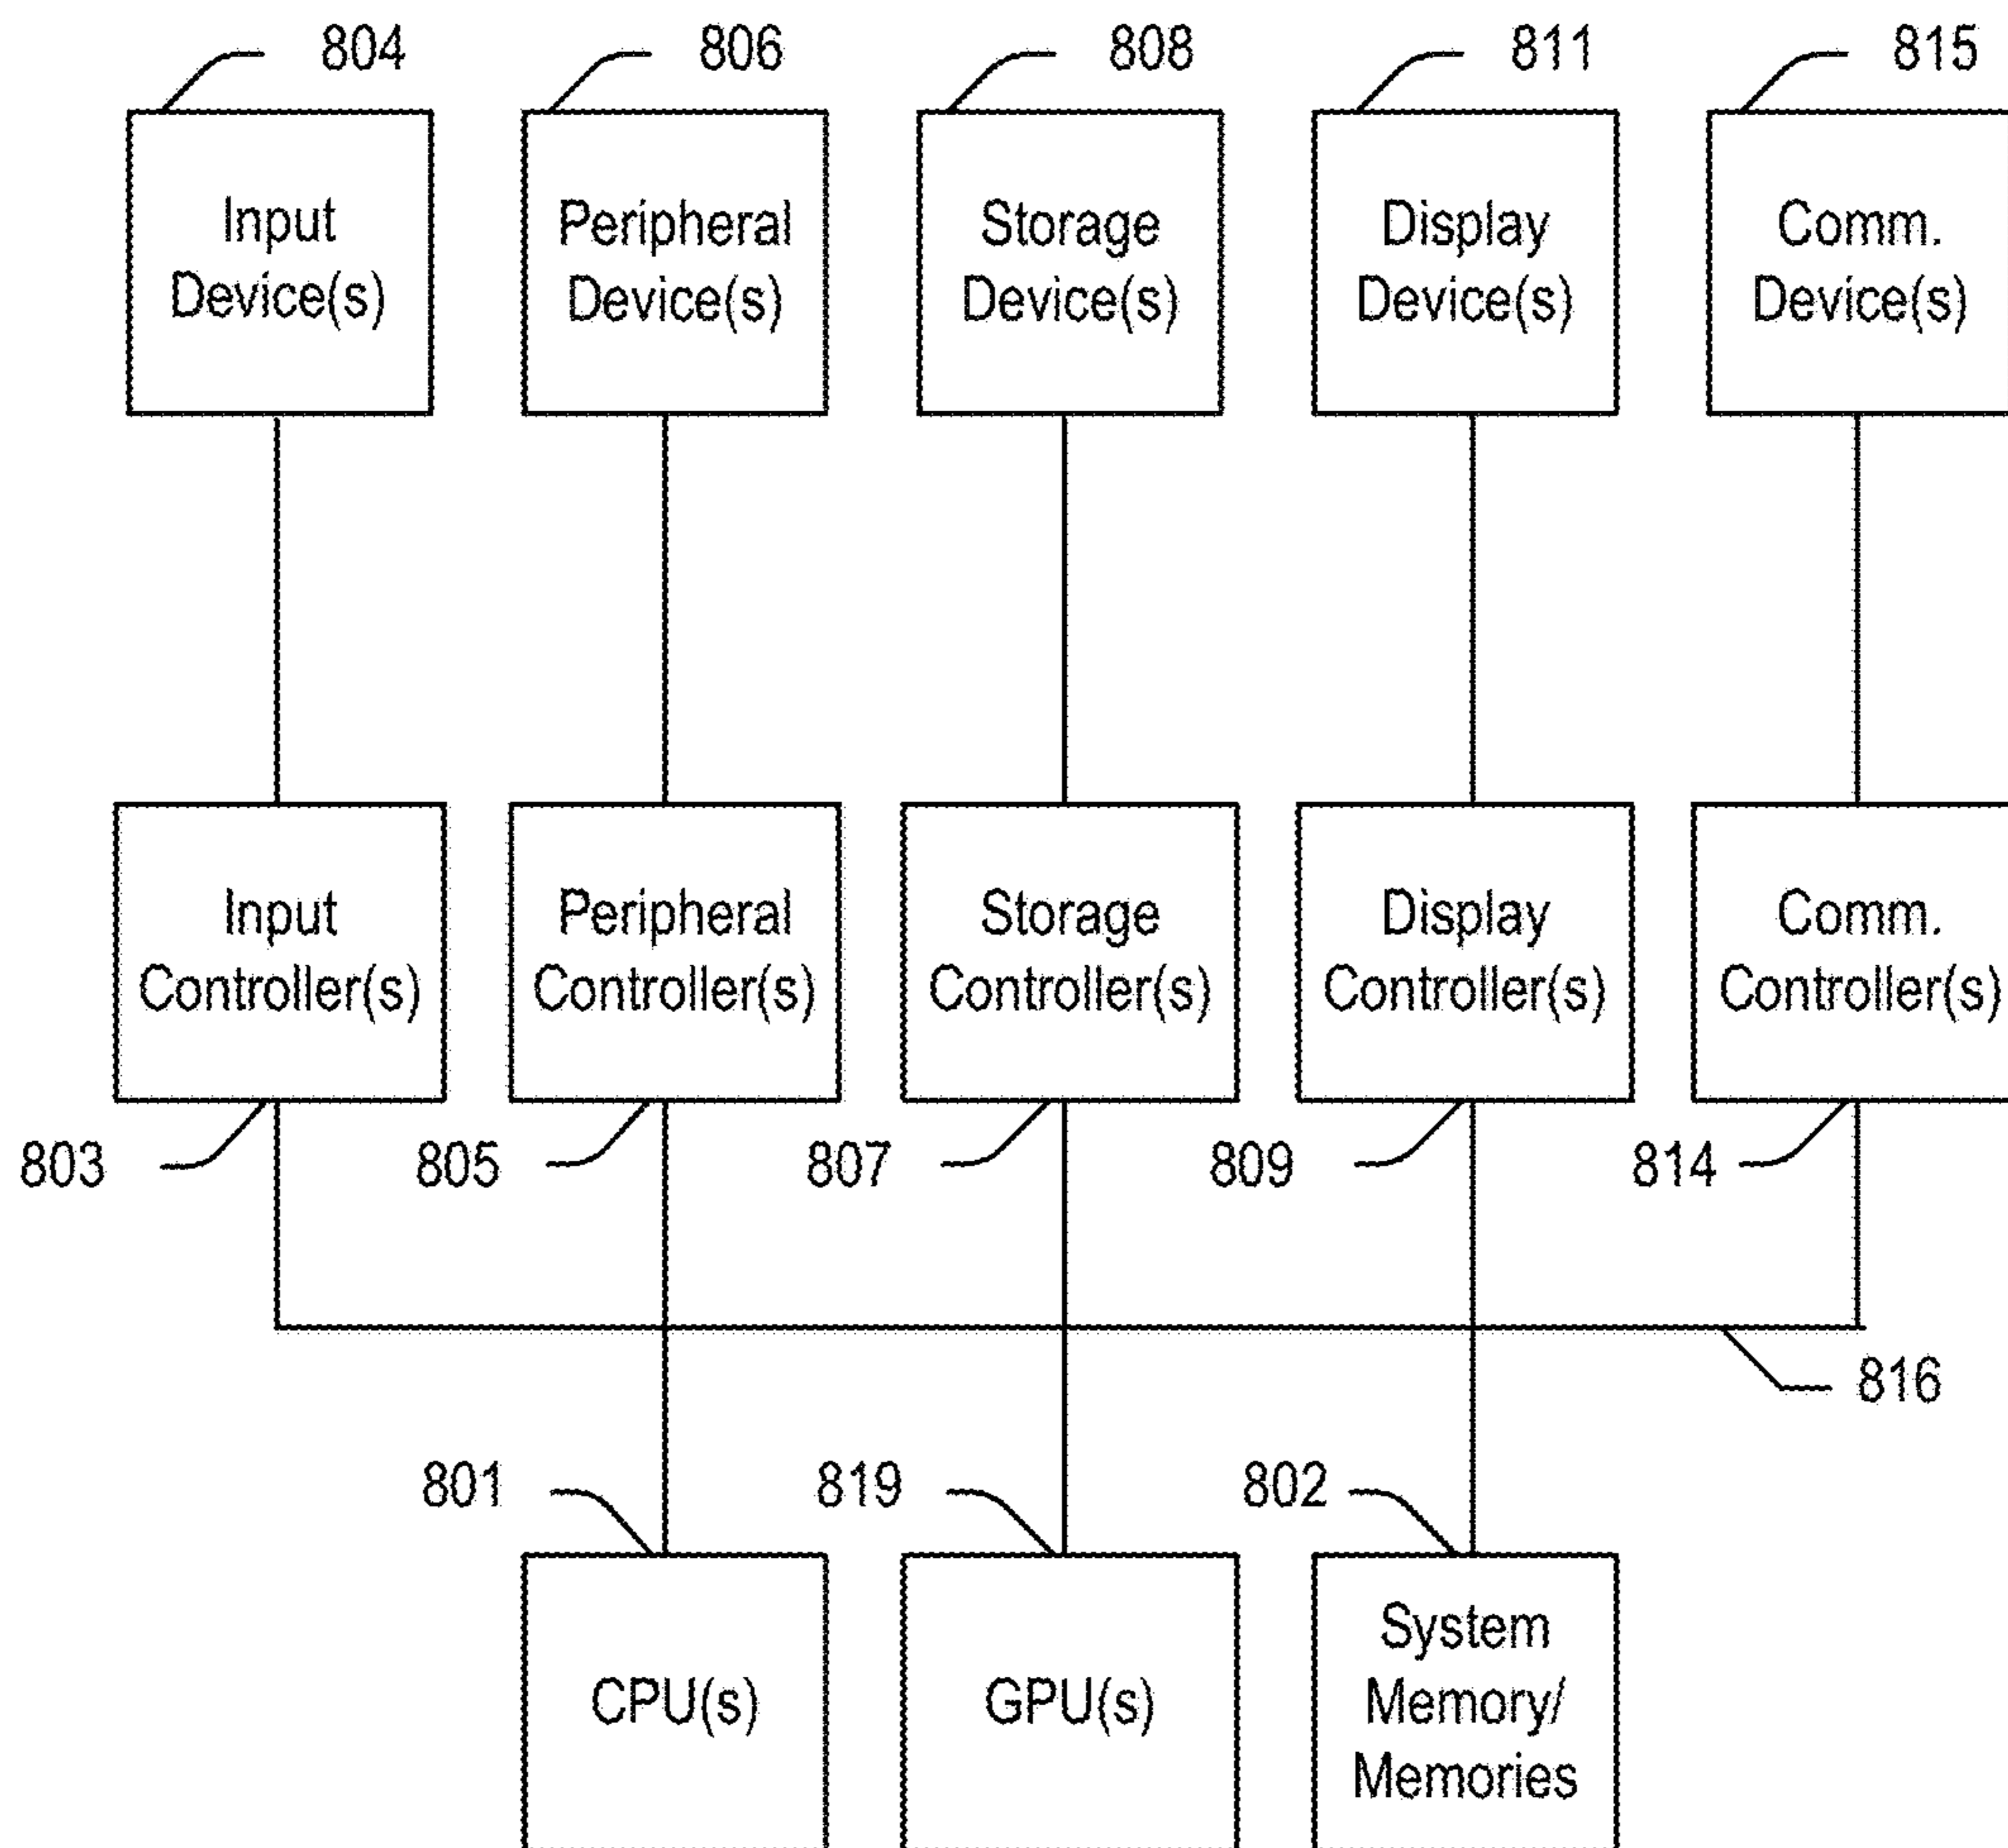 804
806
808
811
815
Input
Device(s)
Peripheral
Device(s)
Storage
Device(s)
Display
Device(s)
Comm.
Device(s)
Input
Controller(s)
Peripheral
Controller(s)
Storage
Controller(s)
Display
Controller(s)
Comm.
Controller(s)
803
805
807
809
814
816
801
819
802
CPU(s)
GPU(s)
System
Memory/
Memories